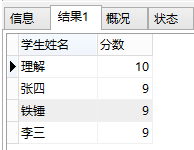 信息 结果1 概况 状态
学生姓名 分数
理解 10
张四 9
铁锤 9
李三 9